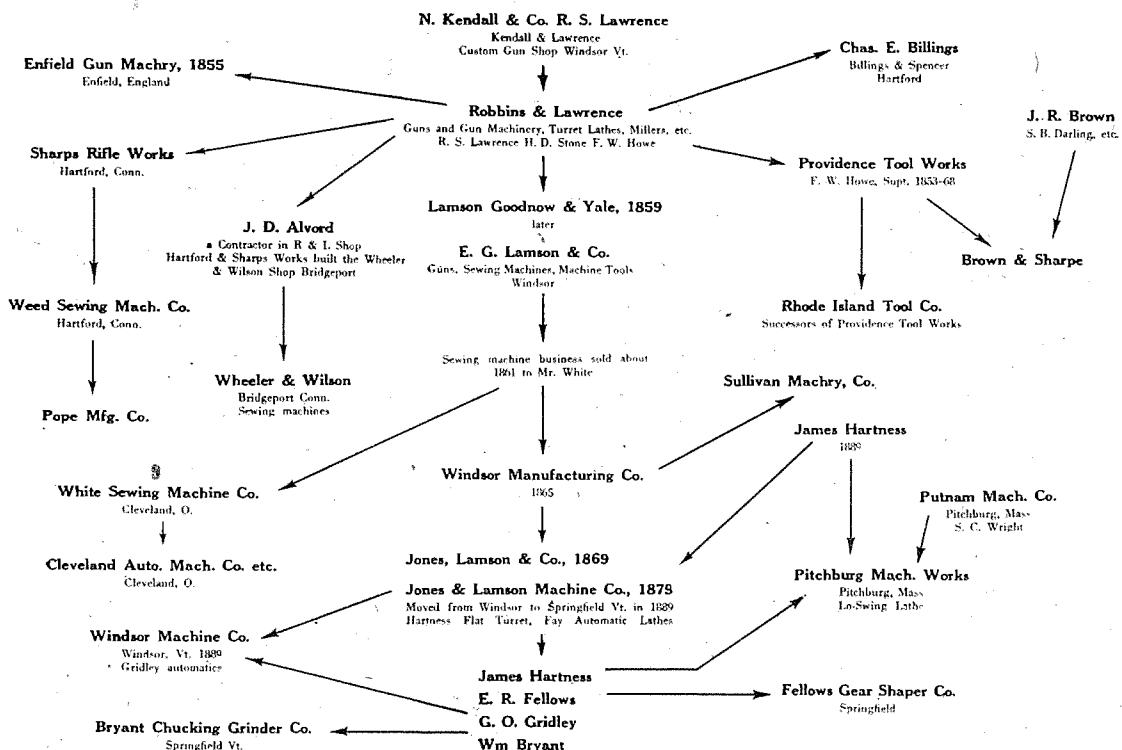 N. Kendall & Co. R. S. Lawrence
Kendall & Lawrence
Custom Gun Shop Windsor Vt.
Enfield Gun Machry, 1855
Enfield, England
Chas. E. Billings
Billings & Spencer
Hartford
Robbins & Lawrence
Guns and Gun Machinery, Turret Lathes, Millers, etc.
R. S. Lawrence H. D. Stone F. W. Howe
J. R. Brown
S. B. Darling, etc.
Sharps Rifle Works
Hartford, Conn.
Providence Tool Works
F. W. Howe, Supt. 1853-68
J. D. Alvord
a Contractor in R & L Shop
Hartford & Sharps Works built the Wheeler
& Wilson Shop Bridgeport
Lamson Goodnow & Yale, 1859
later
E. G. Lamson & Co.
Guns, Sewing Machines, Machine Tools
Windsor
Brown & Sharpe
Weed Sewing Mach. Co.
Hartford, Conn.
Rhode Island Tool Co.
Successors of Providence Tool Works
Sewing machine business sold about
1861 to Mr. White
Wheeler & Wilson
Bridgeport Conn.
Sewing machines
Sullivan Machry, Co.
Pope Mfg. Co.
James Hartness
1889
Windsor Manufacturing Co.
1865
White Sewing Machine Co.
Cleveland, O.
Putnam Mach. Co.
Pitchburg, Mass
S. C. Wright
Cleveland Auto. Mach. Co. etc.
Cleveland, O.
Jones, Lamson & Co., 1869
Jones & Lamson Machine Co., 1879
Moved from Windsor to Springfield Vt. in 1889
Hartness Flat Turret, Fay Automatic Lathes
Pitchburg Mach. Works
Pitchburg, Mass
Lo-Swing Lathe
Windsor Machine Co.
Windsor, Vt. 1889
Gridley automatics
James Hartness
E. R. Fellows
G. O. Gridley
Wm Bryant
Fellows Gear Shaper Co.
Springfield
Bryant Chucking Grinder Co.
Springfield Vt.